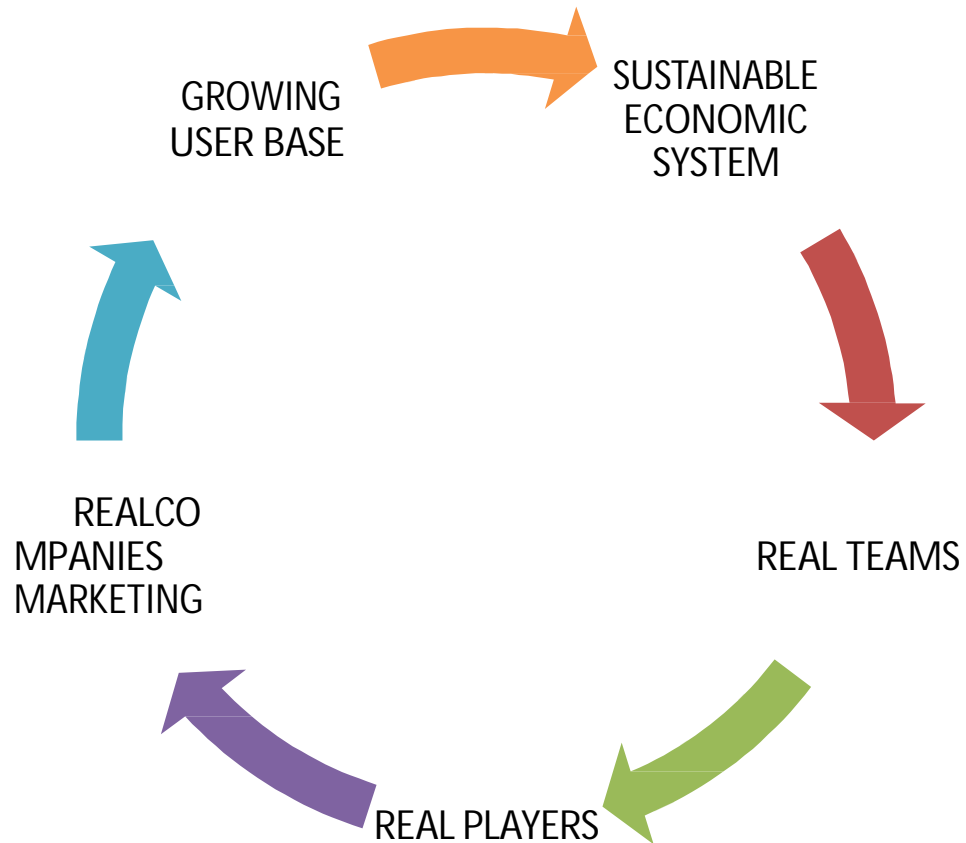 GROWING
USER BASE
SUSTAINABLE
ECONOMIC
SYSTEM
REAL TEAMS
REAL PLAYERS
REALCO
MPANIES
MARKETING